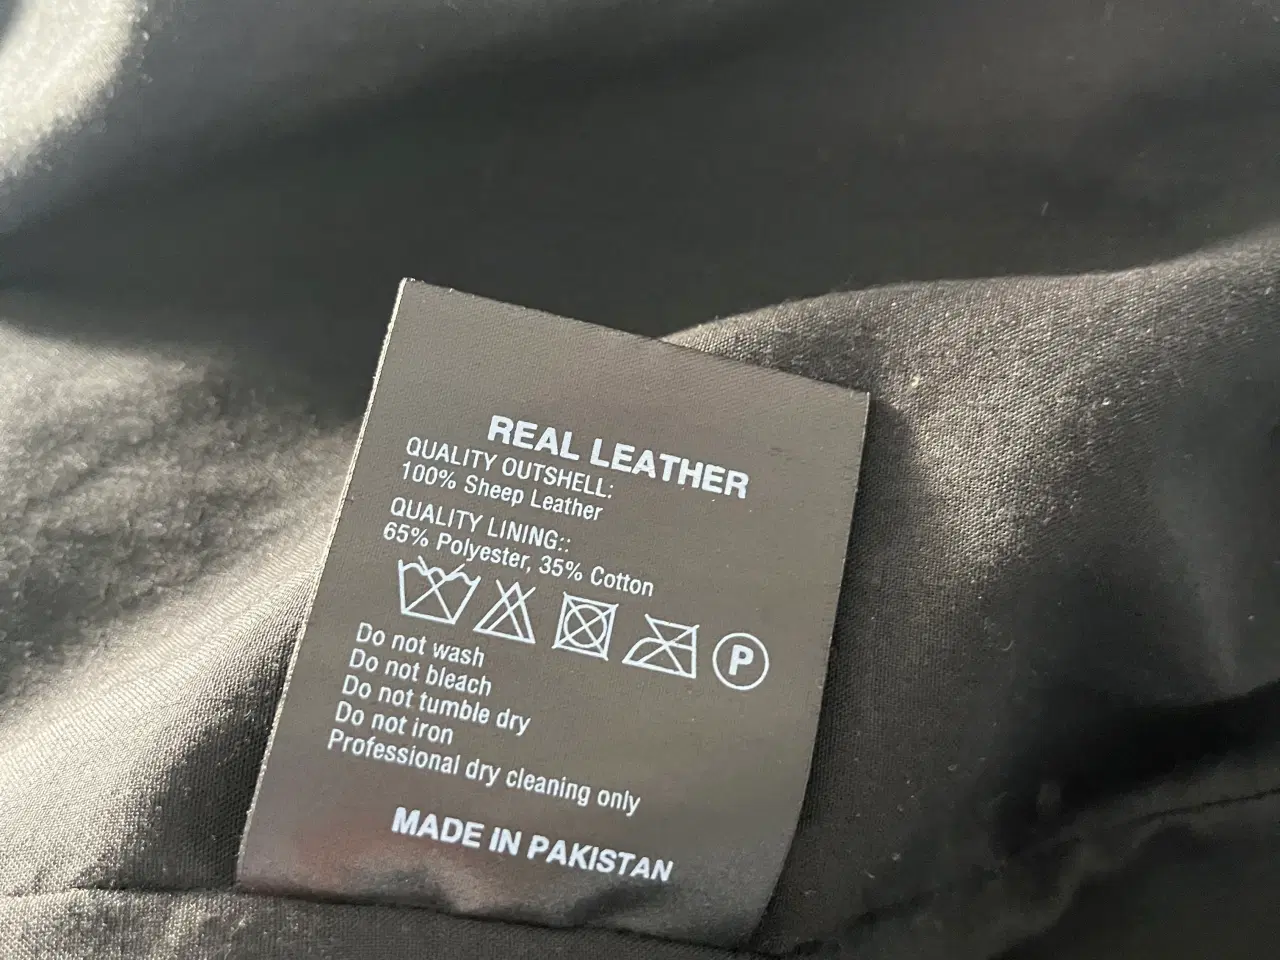 REAL LEATHER
QUALITY OUTSHELL:
100% Sheep Leather
QUALITY LINING::
65% Polyester, 35% Cotton
P
Do not wash
Do not bleach
Do not tumble dry
Do not iron
Professional dry cleaning only
MADE IN PAKISTAN